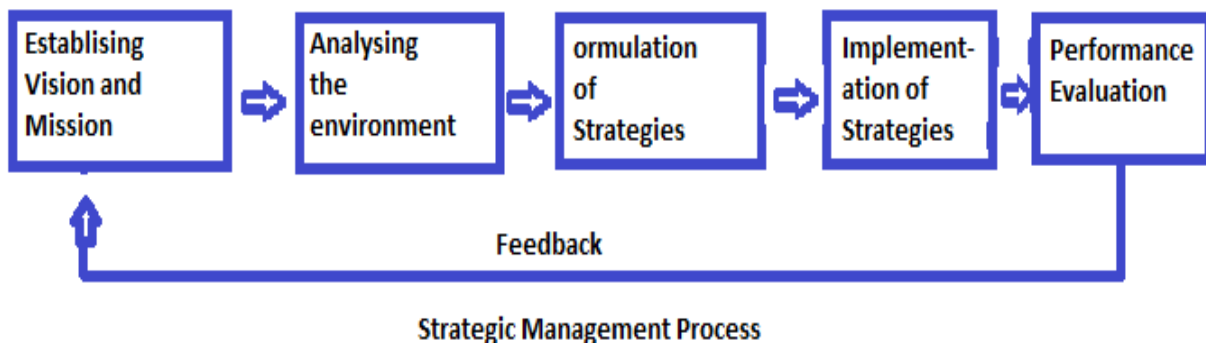 Establising
Vision and
Mission
Analysing
the
environment
ormulation
of
Strategies
Implement-
ation of
Strategies
Performance
Evaluation
Feedback
Strategic Management Process